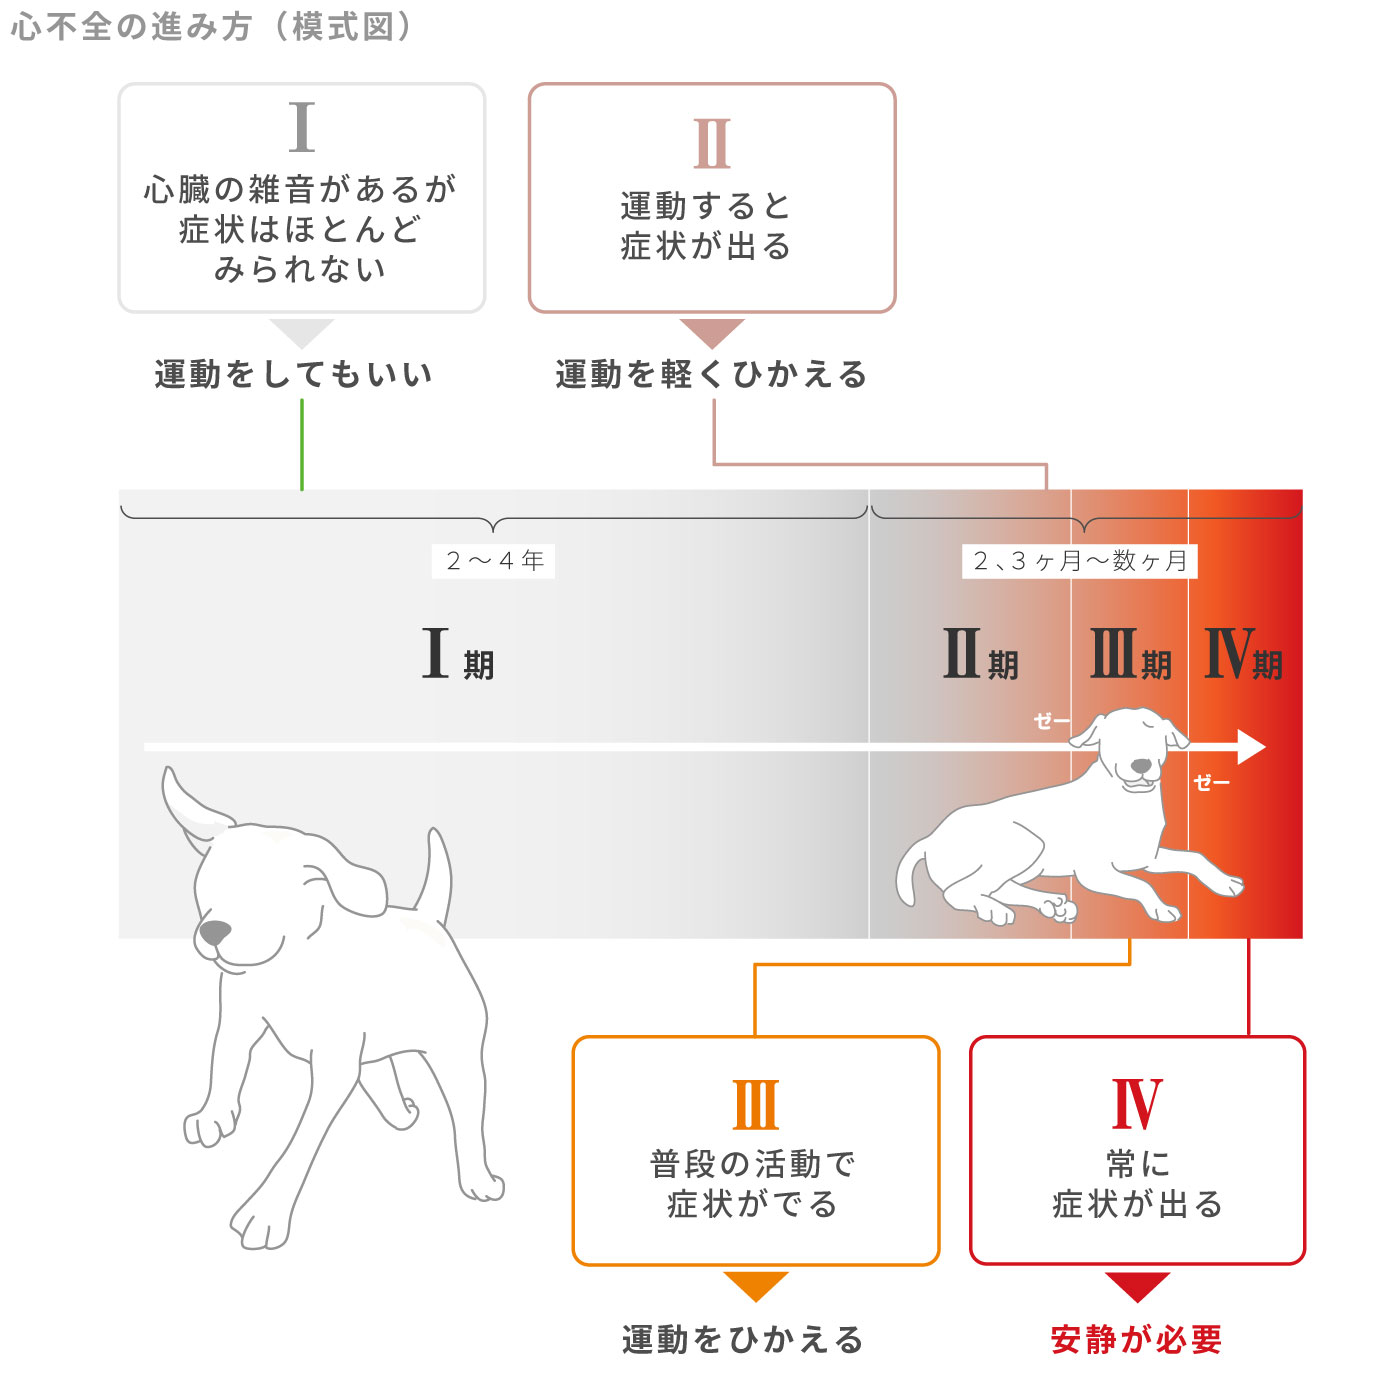 心不全の進み方（模式図）
Ⅰ
心臓の雑音があるが
症状はほとんど
みられない
運動をしてもいい
Ⅱ
運動すると
症状が出る
運動を軽くひかえる
2～4年
2、3ヶ月～数ヶ月
Ⅰ期
Ⅱ期
Ⅲ期
Ⅳ期
ゼー
ゼー
Ⅲ
普段の活動で
症状がでる
運動をひかえる
Ⅳ
常に
症状が出る
安静が必要